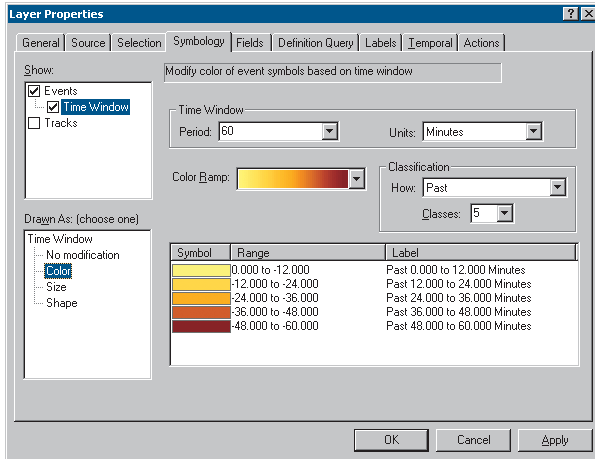 Layer Properties
General Source Selection Symbology Fields Definition Query Labels Temporal Actions
Show:
Events
Time Window
Tracks
Modify color of event symbols based on time window
Time Window
Period: 60
Units: Minutes
Color Ramp:
Classification
How: Past
Classes: 5
Drawn As: (choose one)
Time Window
No modification
Color
Size
Shape
Symbol Range Label
0.000 to -12.000 Past 0.000 to 12.000 Minutes
-12.000 to -24.000 Past 12.000 to 24.000 Minutes
-24.000 to -36.000 Past 24.000 to 36.000 Minutes
-36.000 to -48.000 Past 36.000 to 48.000 Minutes
-48.000 to -60.000 Past 48.000 to 60.000 Minutes
OK Cancel Apply